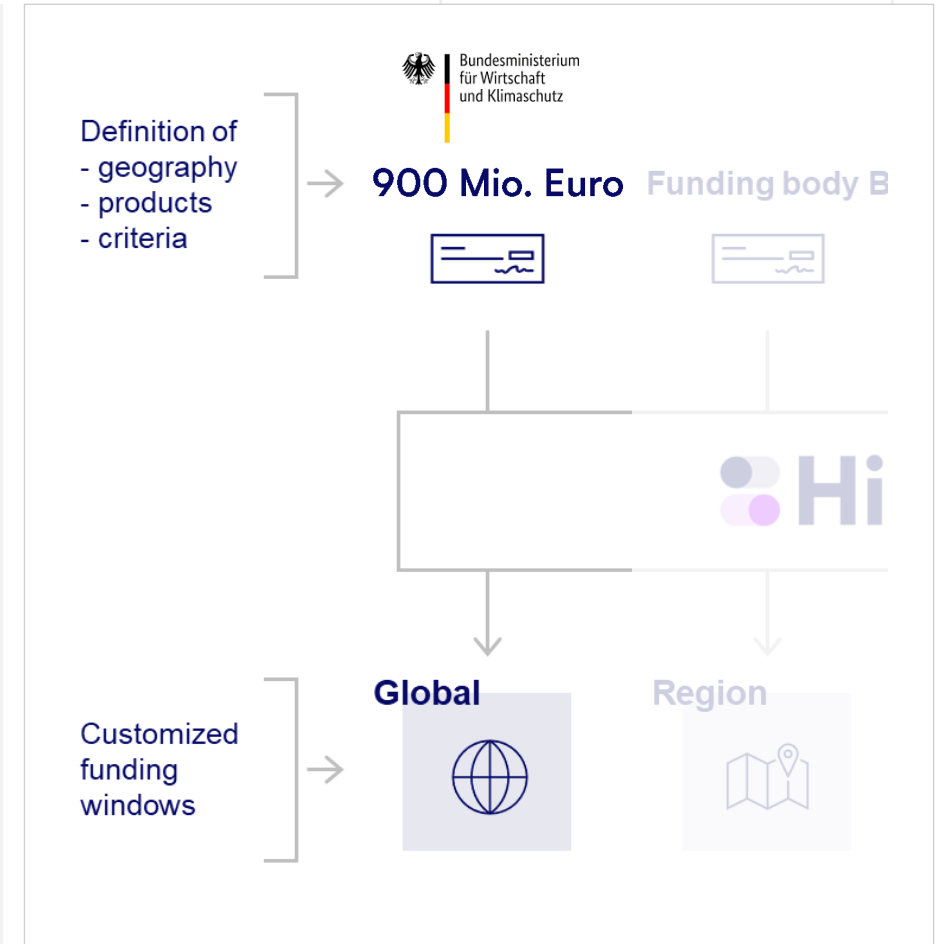 Bundesministerium
für Wirtschaft
und Klimaschutz
Definition of
- geography
- products
- criteria
900 Mio. Euro
Funding body B
Hi
Global
Region
Customized
funding
windows